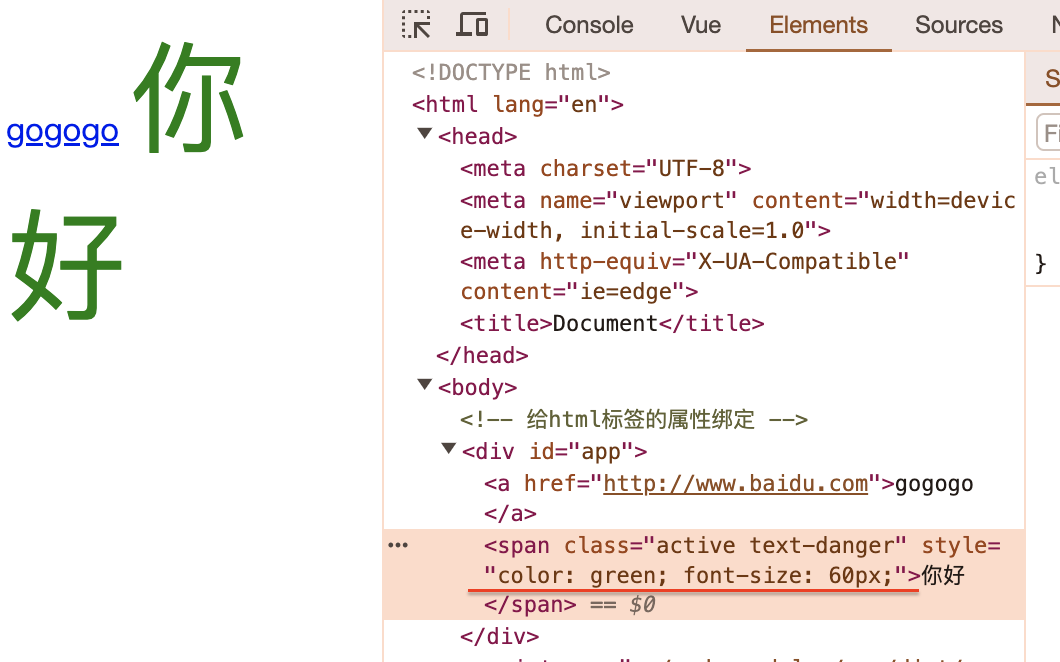 Console Vue Elements Sources
gogogo 你
好
<!DOCTYPE html>
<html lang="en">
<head>
<meta charset="UTF-8">
<meta name="viewport" content="width=devic
e-width, initial-scale=1.0">
<meta http-equiv="X-UA-Compatible"
content="ie=edge">
<title>Document</title>
</head>
<body>
<!-- 给html标签的属性绑定 -->
<div id="app">
<a href="http://www.baidu.com">gogogo
</a>
<span class="active text-danger" style=
"color: green; font-size: 60px;">你好
</span> == $0
</div>
}